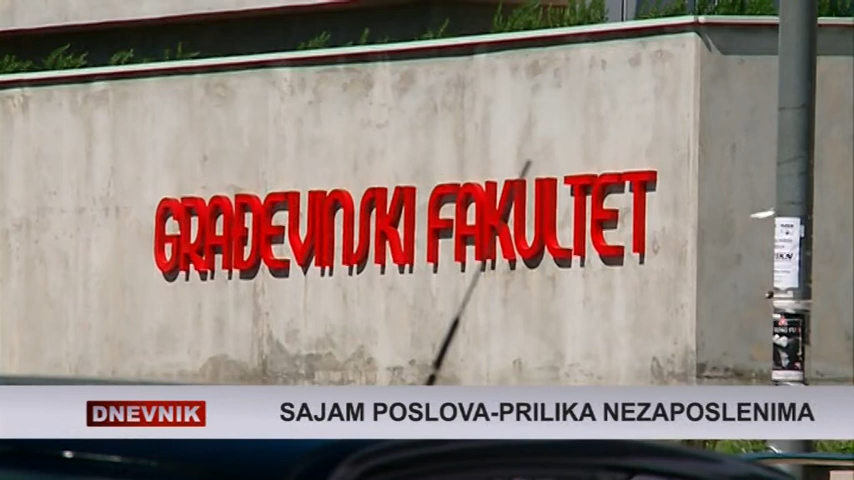 GRAĐEVINSKI FAKULTET
DNEVNIK
SAJAM POSLOVA-PRILIKA NEZAPOSLENIMA